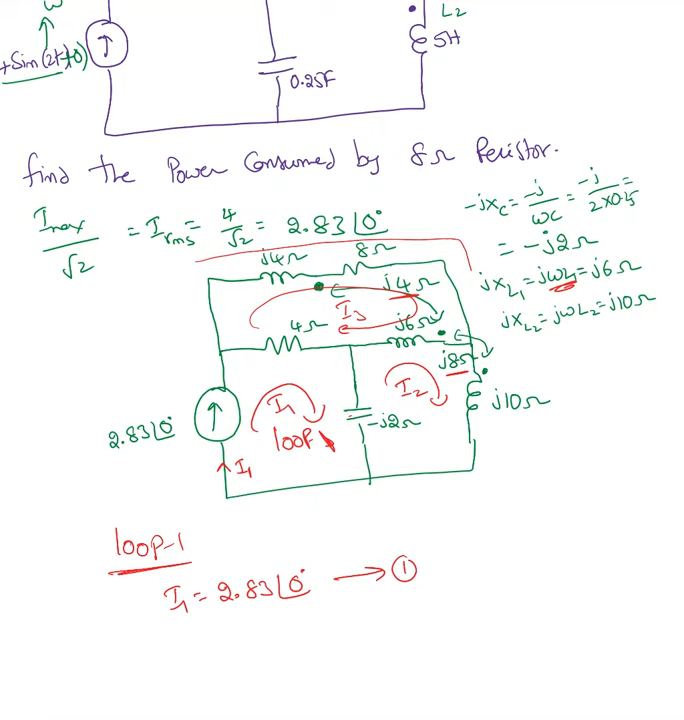 ω
L₂
5H
+Sin(2t+0)
0.25F
find the Power Consumed by 8Ω Resistor.
Imax/√2 = Irms = 4/√2 = 2.83∠0°
-jxc = -j/ωC = -j/2×0.25 =
= -j2Ω
jXL₁ = jωL₁ = j6Ω
jXL₂ = jωL₂ = j10Ω
j4Ω
8Ω
j4Ω
I₃
4Ω
j6Ω
j8Ω
I₁
loop 1
I₂
2.83∠0°
-j2Ω
j10Ω
I₁
loop-1
I₁ = 2.83∠0° → ①